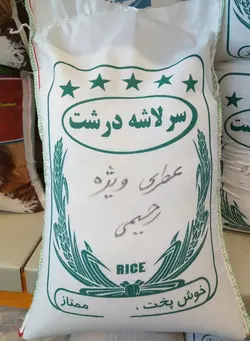 سرلاشه درشت
عطری ویژه
رحیمی
RICE
خوش پخت ، ممتاز